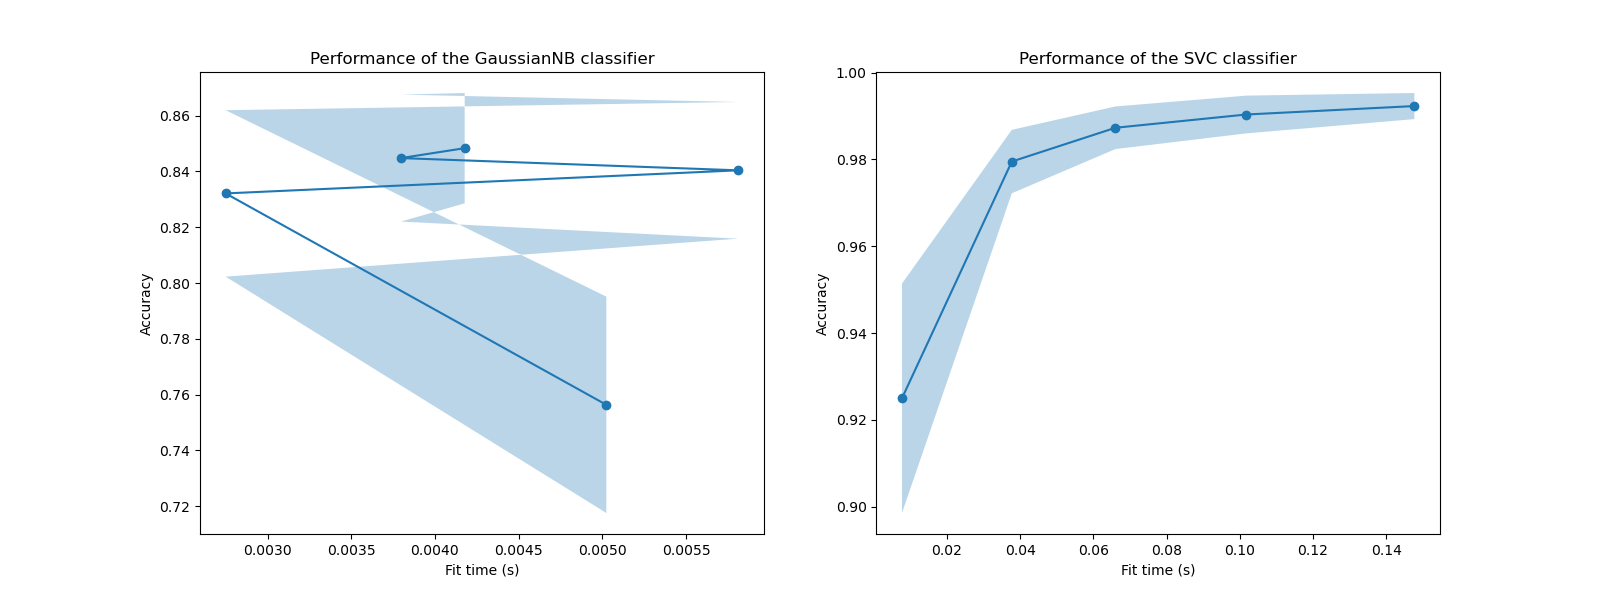 Performance of the GaussianNB classifier
Accuracy
0.86
0.84
0.82
0.80
0.78
0.76
0.74
0.72
0.0030 0.0035 0.0040 0.0045 0.0050 0.0055
Fit time (s)
Performance of the SVC classifier
Accuracy
1.00
0.98
0.96
0.94
0.92
0.90
0.02 0.04 0.06 0.08 0.10 0.12 0.14
Fit time (s)